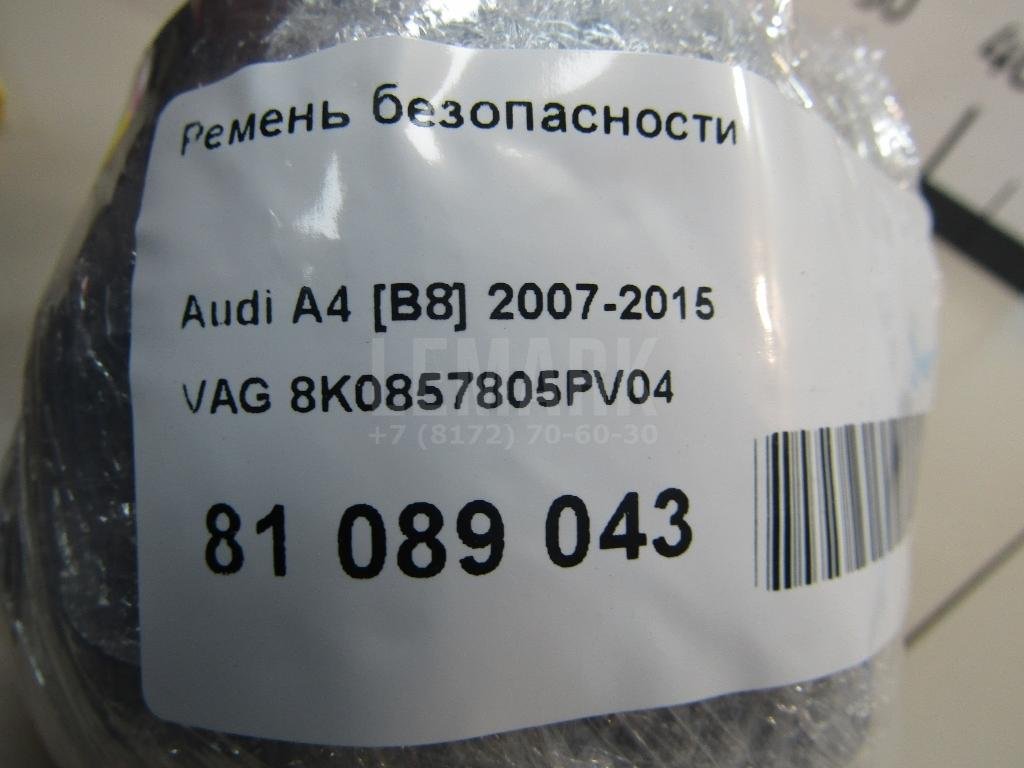 Ремень безопасности
Audi A4 [B8] 2007-2015
VAG 8K0857805PV04
LEMARK
+7 (8172) 70-60-30
81 089 043